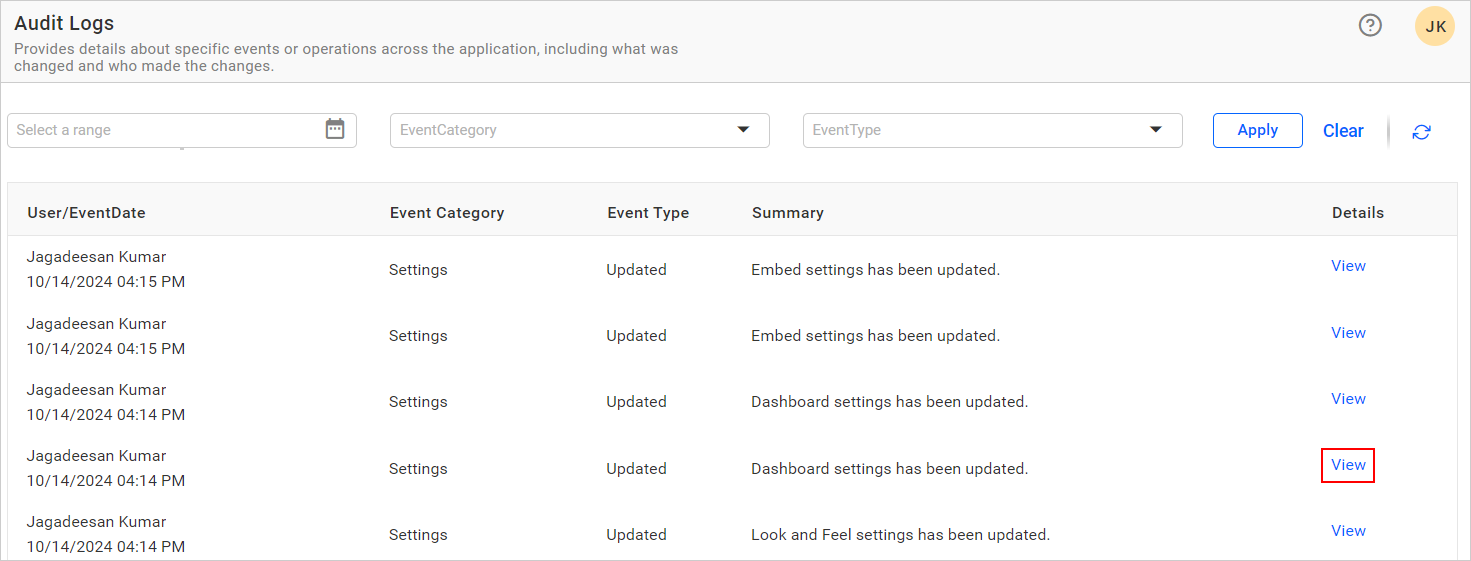 Audit Logs
Provides details about specific events or operations across the application, including what was
changed and who made the changes.
JK
Select a range
EventCategory
EventType
Apply
Clear
User/EventDate Event Category Event Type Summary Details
Jagadeesan Kumar
10/14/2024 04:15 PM
Settings Updated Embed settings has been updated. View
Jagadeesan Kumar
10/14/2024 04:15 PM
Settings Updated Embed settings has been updated. View
Jagadeesan Kumar
10/14/2024 04:14 PM
Settings Updated Dashboard settings has been updated. View
Jagadeesan Kumar
10/14/2024 04:14 PM
Settings Updated Dashboard settings has been updated. View
Jagadeesan Kumar
10/14/2024 04:14 PM
Settings Updated Look and Feel settings has been updated. View